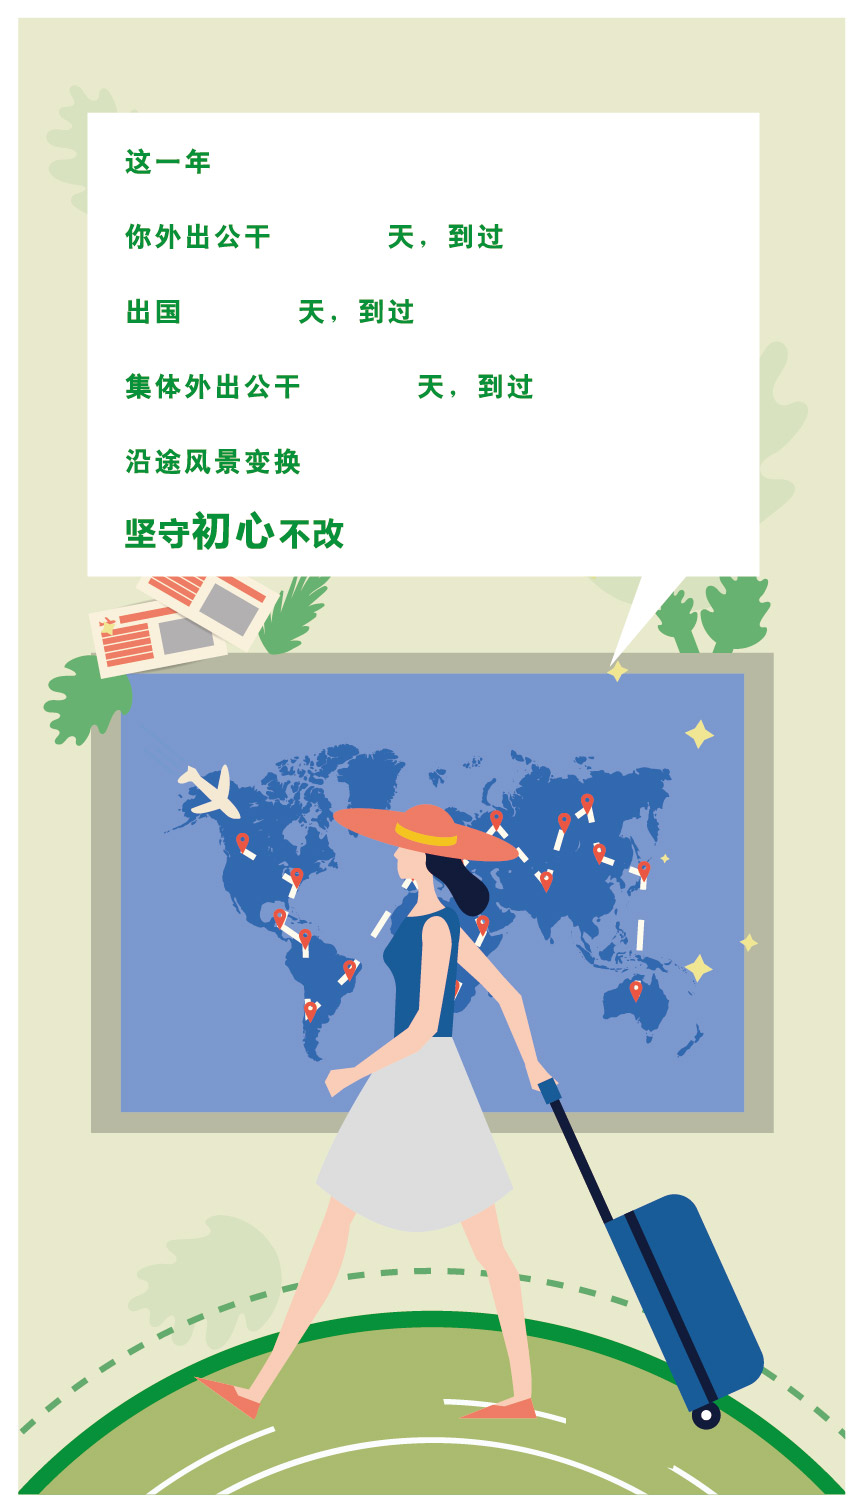 这一年
你外出公干 天，到过
出国 天，到过
集体外出公干 天，到过
沿途风景变换
坚守初心不改